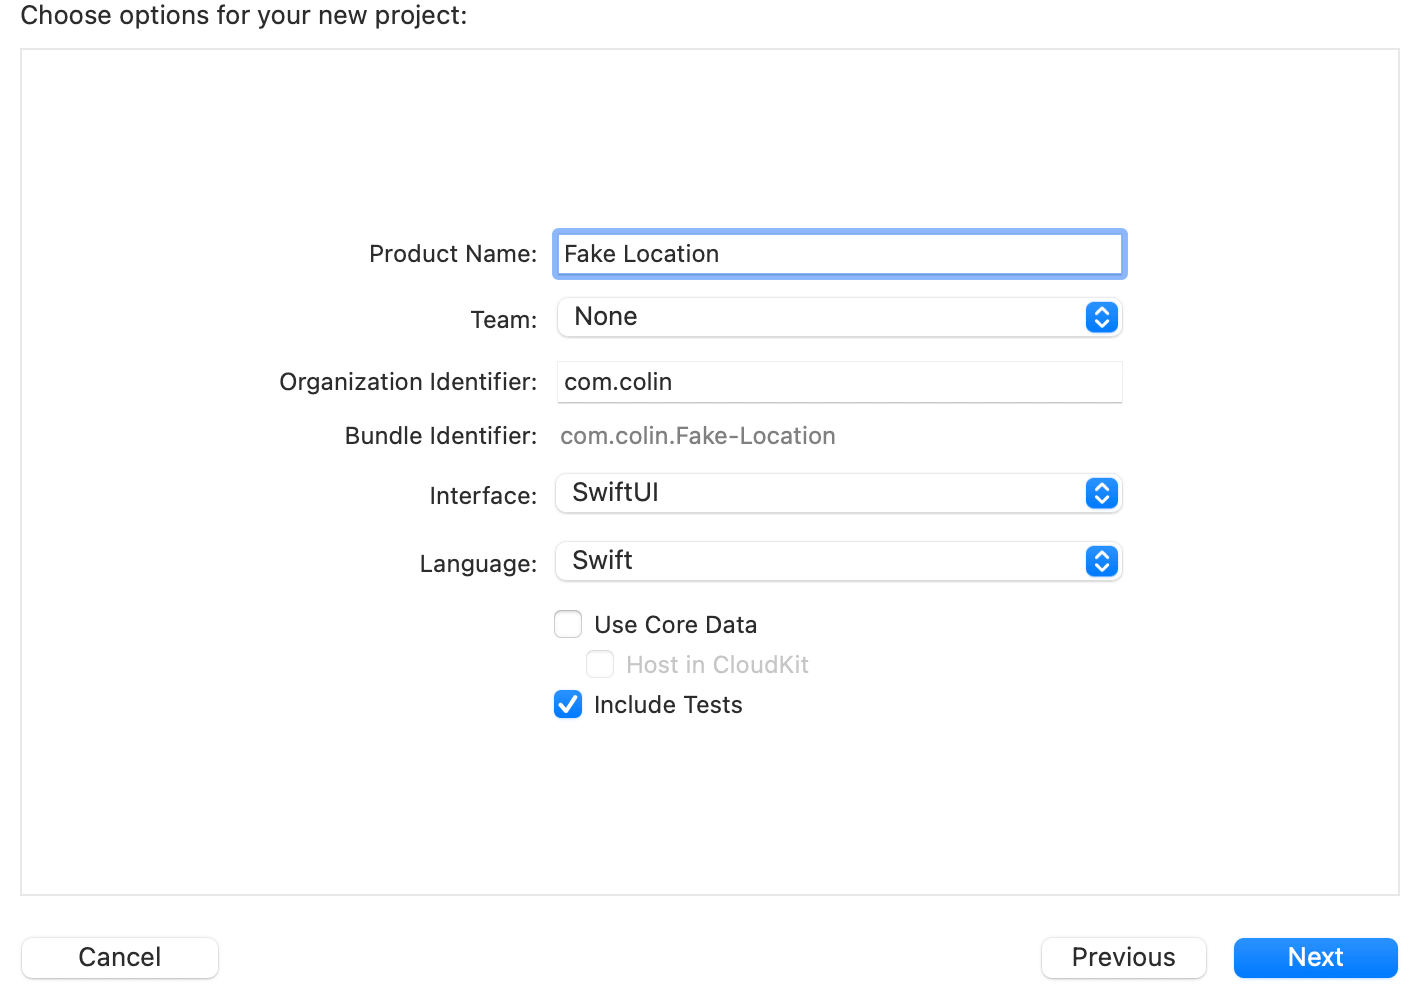 Choose options for your new project:
Product Name: Fake Location
Team: None
Organization Identifier: com.colin
Bundle Identifier: com.colin.Fake-Location
Interface: SwiftUI
Language: Swift
Use Core Data
Host in CloudKit
Include Tests
Cancel Previous Next